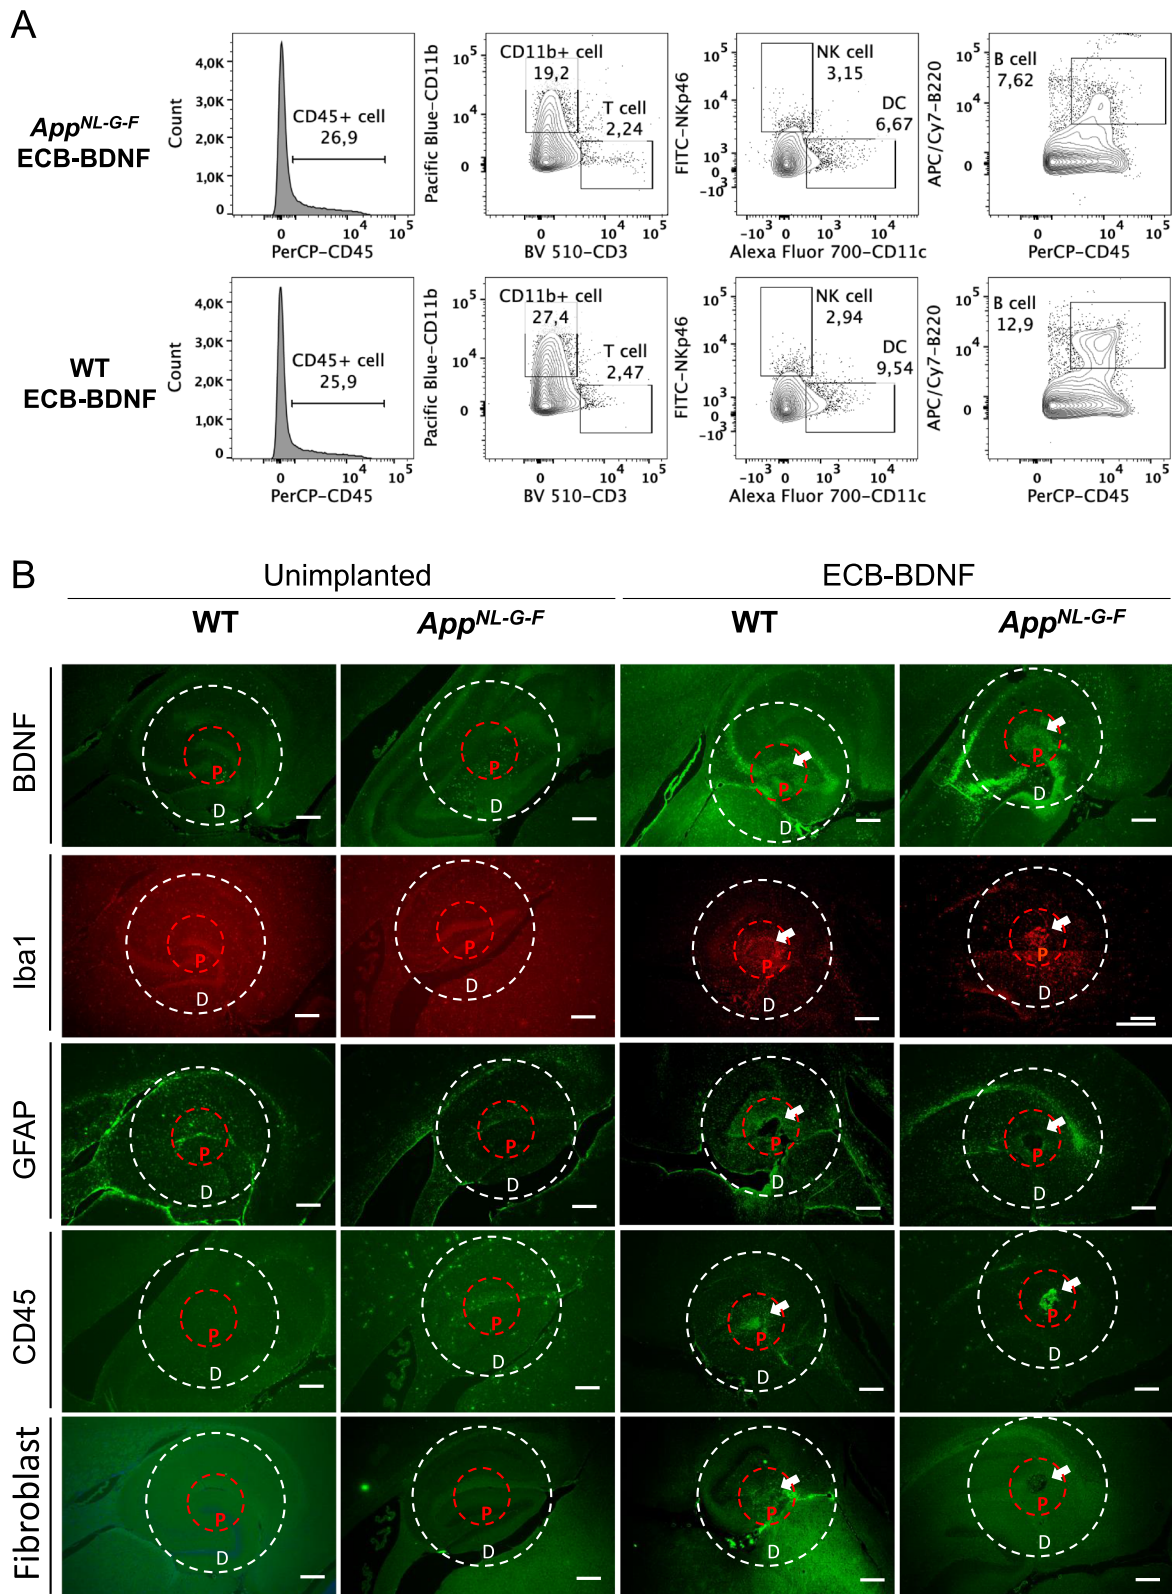 A
App^NL-G-F
ECB-BDNF
Count
4,0K
3,0K
2,0K
1,0K
0
CD45+ cell
26,9
0 10^4 10^5
PerCP-CD45
Pacific Blue-CD11b
10^5
10^4
10^3
0
CD11b+ cell
19,2
T cell
2,24
0 10^4 10^5
BV 510-CD3
FITC-NKp46
10^5
10^4
10^3
0
-10^3
NK cell
3,15
DC
6,67
-10^3 0 10^3 10^4
Alexa Fluor 700-CD11c
APC/Cy7-B220
10^5
10^4
0
B cell
7,62
0 10^4 10^5
PerCP-CD45
WT
ECB-BDNF
Count
4,0K
3,0K
2,0K
1,0K
0
CD45+ cell
25,9
0 10^4 10^5
PerCP-CD45
Pacific Blue-CD11b
10^5
10^4
10^3
0
CD11b+ cell
27,4
T cell
2,47
0 10^4 10^5
BV 510-CD3
FITC-NKp46
10^5
10^4
10^3
0
-10^3
NK cell
2,94
DC
9,54
-10^3 0 10^3 10^4
Alexa Fluor 700-CD11c
APC/Cy7-B220
10^5
10^4
0
B cell
12,9
0 10^4 10^5
PerCP-CD45
B
Unimplanted ECB-BDNF
WT App^NL-G-F WT App^NL-G-F
BDNF
P P P P
D D D D
Iba1
P P P P
D D D D
GFAP
P P P P
D D D D
CD45
P P P P
D D D D
Fibroblast
P P P P
D D D D